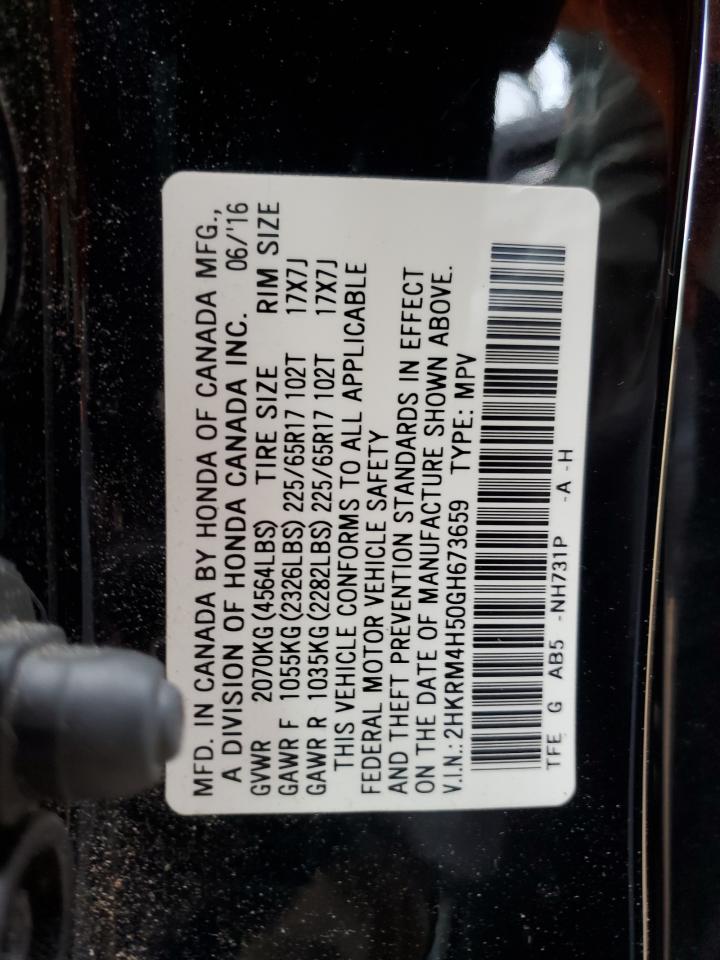 MFD. IN CANADA BY HONDA OF CANADA MFG.,
A DIVISION OF HONDA CANADA INC. 06/'16
GVWR 2070KG(4564LBS) TIRE SIZE RIM SIZE
GAWR F 1055KG(2326LBS) 225/65R17 102T 17X7J
GAWR R 1035KG(2282LBS) 225/65R17 102T 17X7J
THIS VEHICLE CONFORMS TO ALL APPLICABLE
FEDERAL MOTOR VEHICLE SAFETY
AND THEFT PREVENTION STANDARDS IN EFFECT
ON THE DATE OF MANUFACTURE SHOWN ABOVE.
V.I.N.: 2HKRM4H50GH673659 TYPE: MPV
TFE G AB5 -NH731P -A -H